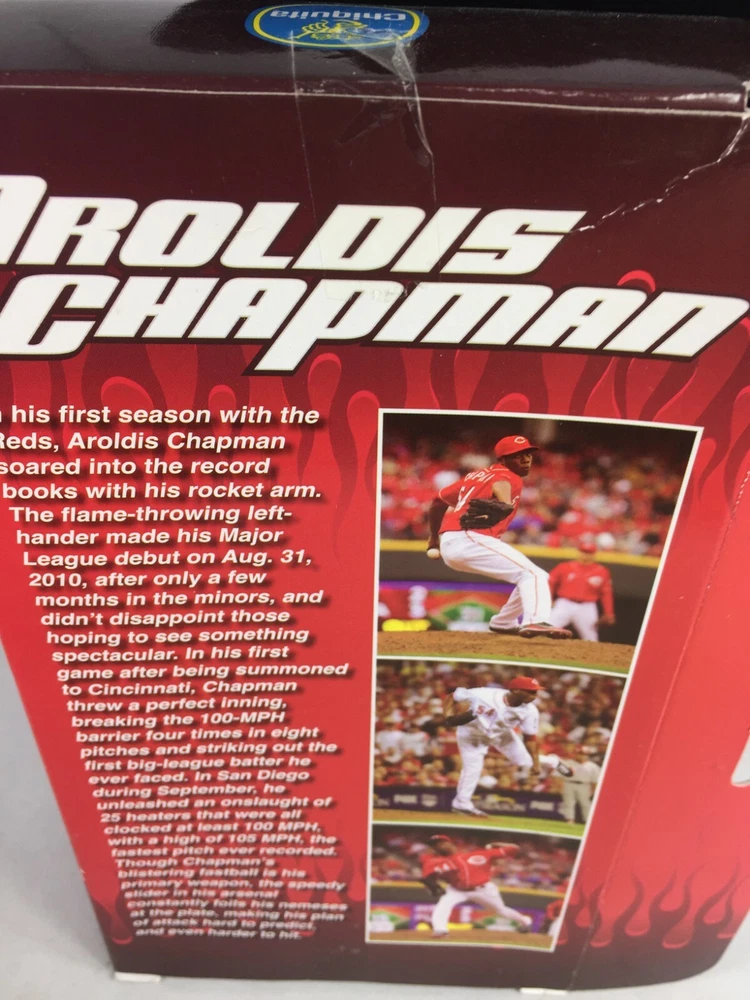 Chiquita
AROLDIS
CHAPMAN
his first season with the
Reds, Aroldis Chapman
soared into the record
books with his rocket arm.
The flame-throwing left-
hander made his Major
League debut on Aug. 31,
2010, after only a few
months in the minors, and
didn't disappoint those
hoping to see something
spectacular. In his first
game after being summoned
to Cincinnati, Chapman
threw a perfect inning,
breaking the 100-MPH
barrier four times in eight
pitches and striking out the
first big-league batter he
ever faced. In San Diego
during September, he
unleashed an onslaught of
25 heaters that were all
clocked at least 100 MPH,
with a high of 105 MPH, the
fastest pitch ever recorded.
Though Chapman's
blistering fastball is his
primary weapon, the speedy
slider in his arsenal
constantly foils his nemeses
at the plate, making his plan
of attack hard to predict,
and even harder to hit.